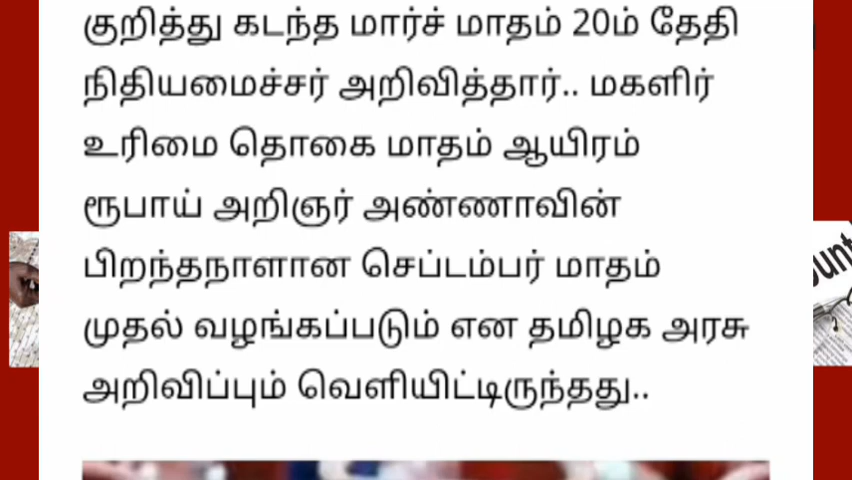 குறித்து கடந்த மார்ச் மாதம் 20ம் தேதி
நிதியமைச்சர் அறிவித்தார்.. மகளிர்
உரிமை தொகை மாதம் ஆயிரம்
ரூபாய் அறிஞர் அண்ணாவின்
பிறந்தநாளான செப்டம்பர் மாதம்
முதல் வழங்கப்படும் என தமிழக அரசு
அறிவிப்பும் வெளியிட்டிருந்தது..